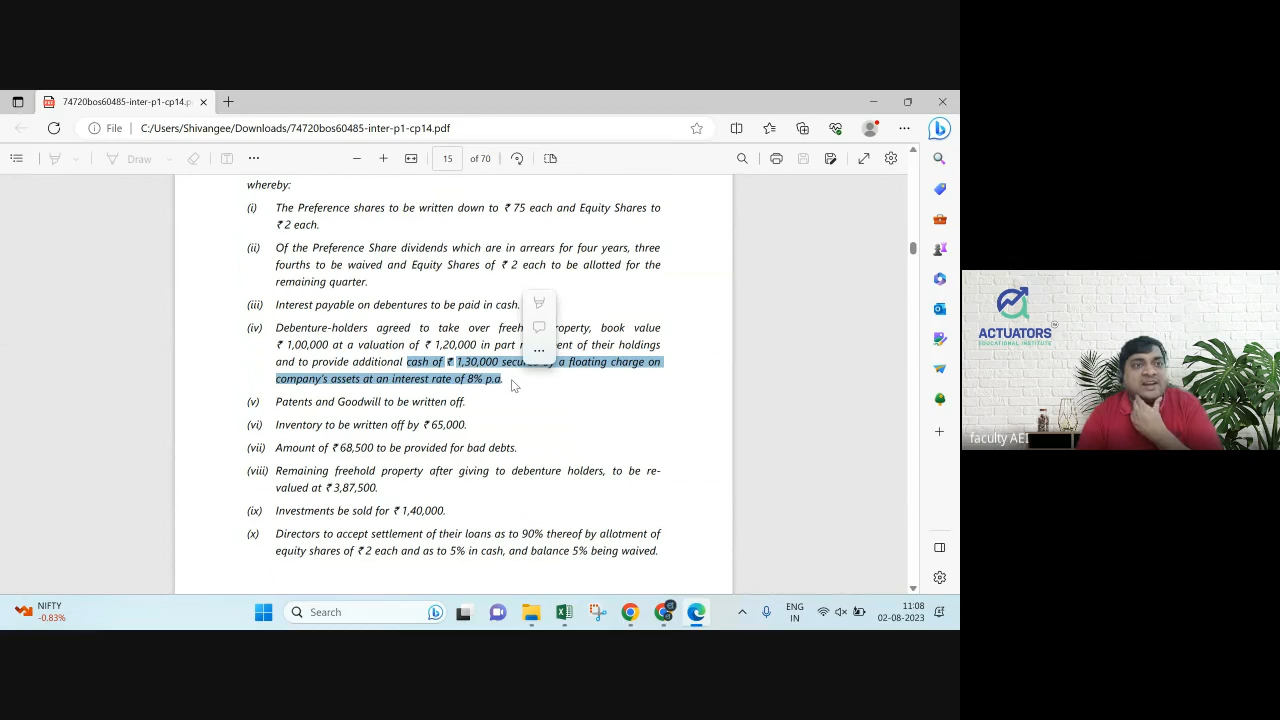 74720bos60485-inter-p1-cp14.p
File C:/Users/Shivangee/Downloads/74720bos60485-inter-p1-cp14.pdf
Draw 15 of 70
whereby:
(i) The Preference shares to be written down to ₹ 75 each and Equity Shares to
₹ 2 each.
(ii) Of the Preference Share dividends which are in arrears for four years, three
fourths to be waived and Equity Shares of ₹ 2 each to be allotted for the
remaining quarter.
(iii) Interest payable on debentures to be paid in cash.
(iv) Debenture-holders agreed to take over freeh operty, book value
₹ 1,00,000 at a valuation of ₹ 1,20,000 in part r ent of their holdings
and to provide additional cash of ₹ 1,30,000 secu by a floating charge on
company's assets at an interest rate of 8% p.a.
(v) Patents and Goodwill to be written off.
(vi) Inventory to be written off by ₹ 65,000.
(vii) Amount of ₹ 68,500 to be provided for bad debts.
(viii) Remaining freehold property after giving to debenture holders, to be re-
valued at ₹ 3,87,500.
(ix) Investments be sold for ₹ 1,40,000.
(x) Directors to accept settlement of their loans as to 90% thereof by allotment of
equity shares of ₹ 2 each and as to 5% in cash, and balance 5% being waived.
ACTUATORS
EDUCATIONAL INSTITUTE
faculty AEI
NIFTY
-0.83%
Search
ENG
IN
11:08
02-08-2023